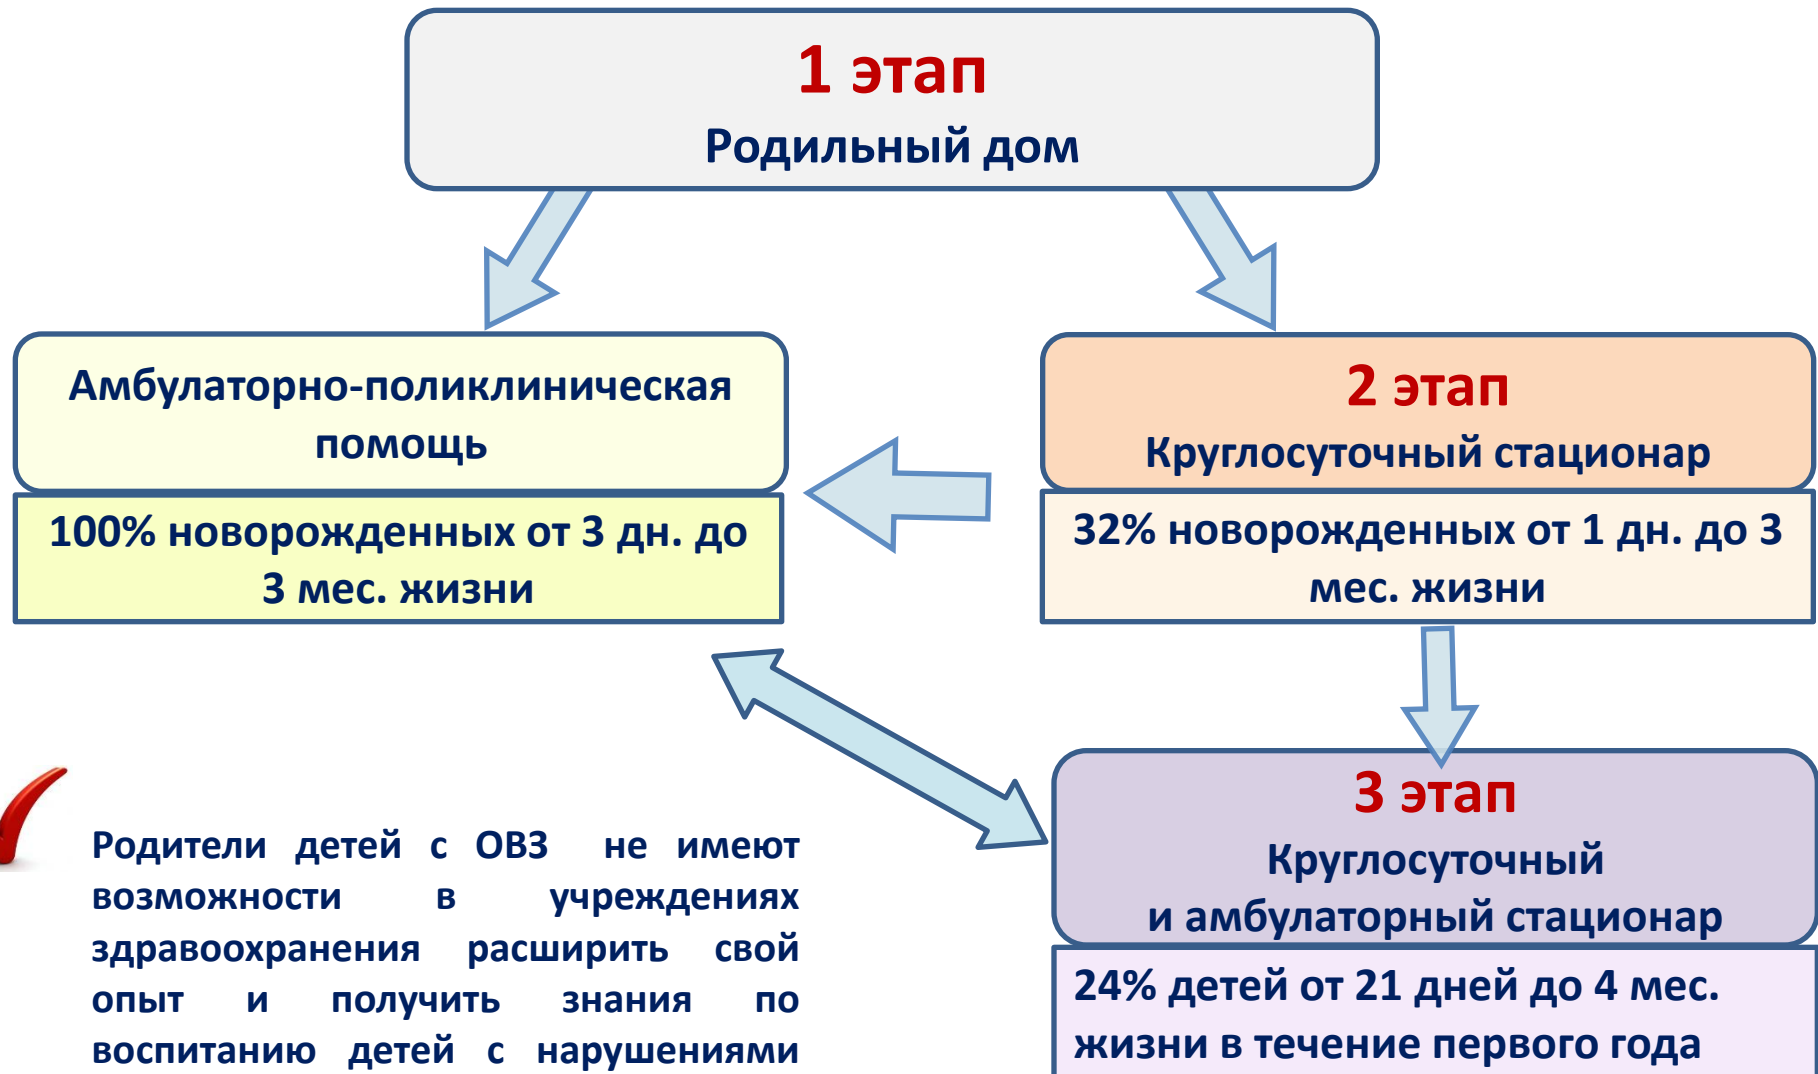 1 этап
Родильный дом
Амбулаторно-поликлиническая
помощь
100% новорожденных от 3 дн. до
3 мес. жизни
2 этап
Круглосуточный стационар
32% новорожденных от 1 дн. до 3
мес. жизни
3 этап
Круглосуточный
и амбулаторный стационар
24% детей от 21 дней до 4 мес.
жизни в течение первого года
Родители детей с ОВЗ не имеют
возможности в учреждениях
здравоохранения расширить свой
опыт и получить знания по
воспитанию детей с нарушениями